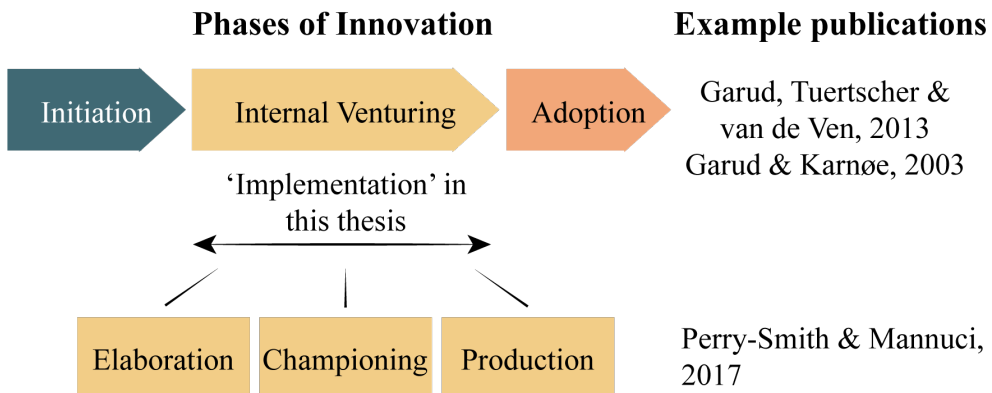 Phases of Innovation
Example publications
Initiation
Internal Venturing
Adoption
Garud, Tuertscher &
van de Ven, 2013
Garud & Karnøe, 2003
‘Implementation’ in
this thesis
Elaboration
Championing
Production
Perry-Smith & Mannuci,
2017